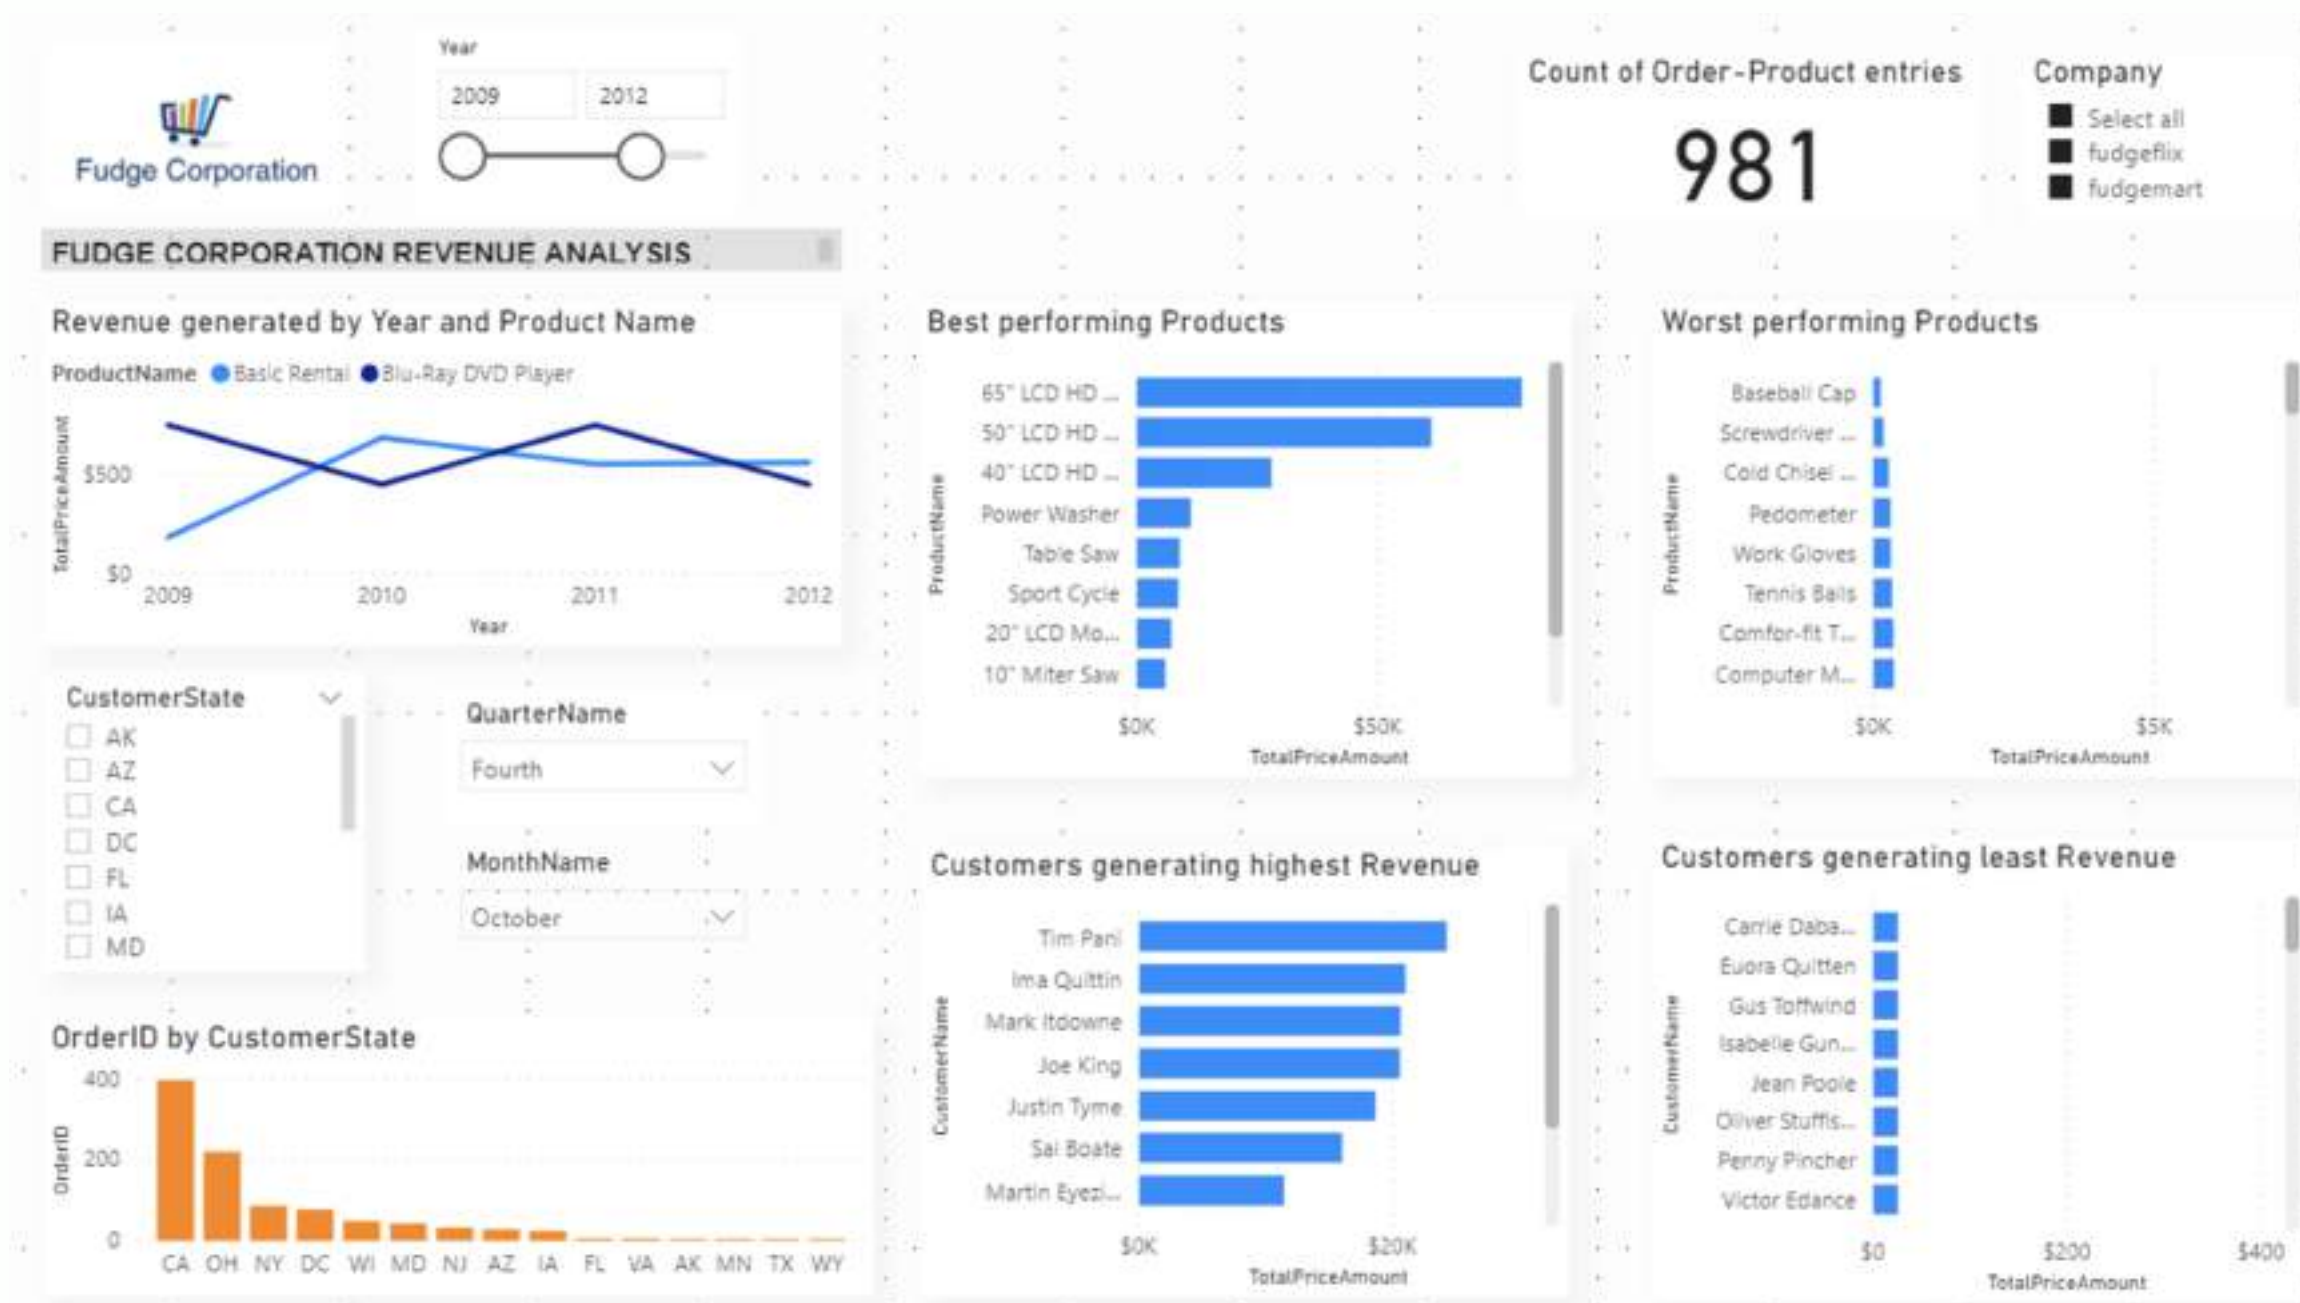 Fudge Corporation
Year
2009 2012
Count of Order-Product entries
981
Company
Select all
fudgeflix
fudgemart
FUDGE CORPORATION REVENUE ANALYSIS
Revenue generated by Year and Product Name
ProductName Basic Rental Blu-Ray DVD Player
TotalPriceAmount
$500
$0
2009 2010 2011 2012
Year
Best performing Products
ProductName
65" LCD HD ...
50" LCD HD ...
40" LCD HD ...
Power Washer
Table Saw
Sport Cycle
20" LCD Mo...
10" Miter Saw
$0K $50K
TotalPriceAmount
Worst performing Products
ProductName
Baseball Cap
Screwdriver ...
Cold Chisel ...
Pedometer
Work Gloves
Tennis Balls
Comfor-fit T...
Computer M...
$0K $5K
TotalPriceAmount
CustomerState
AK
AZ
CA
DC
FL
IA
MD
QuarterName
Fourth
MonthName
October
OrderID by CustomerState
OrderID
400
200
0
CA OH NY DC WI MD NJ AZ IA FL VA AK MN TX WY
Customers generating highest Revenue
CustomerName
Tim Pani
Ima Quittin
Mark Itdowne
Joe King
Justin Tyme
Sal Boate
Martin Eyezi...
$0K $20K
TotalPriceAmount
Customers generating least Revenue
CustomerName
Carrie Daba...
Euora Quitten
Gus Toffwind
Isabelle Gun...
Jean Poole
Oliver Stuffis...
Penny Pincher
Victor Edance
$0 $200 $400
TotalPriceAmount